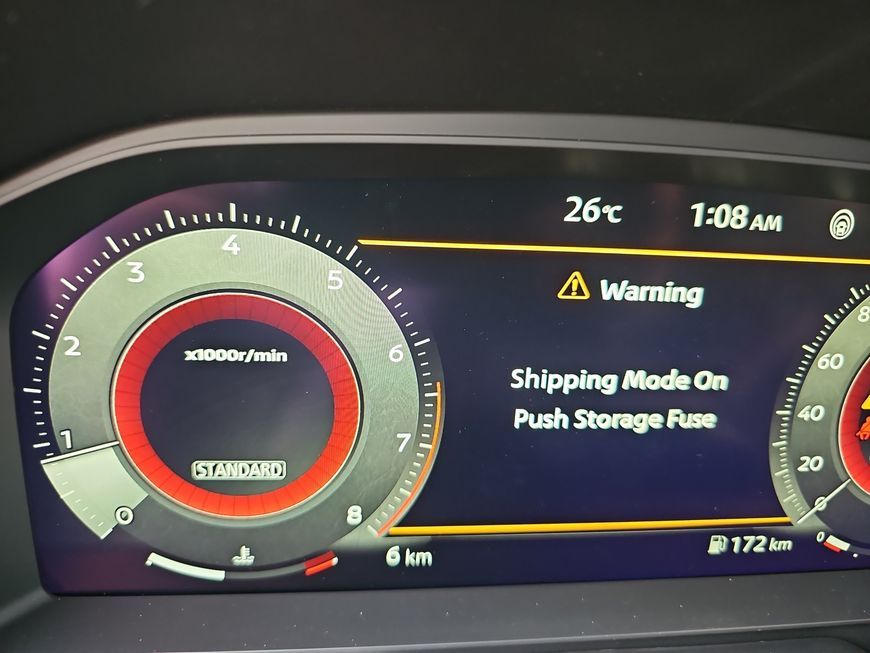 26°C 1:08 AM
Warning
Shipping Mode On
Push Storage Fuse
0
1
2
3
4
5
6
7
8
x1000r/min
STANDARD
60
40
20
0
6 km
172 km
0